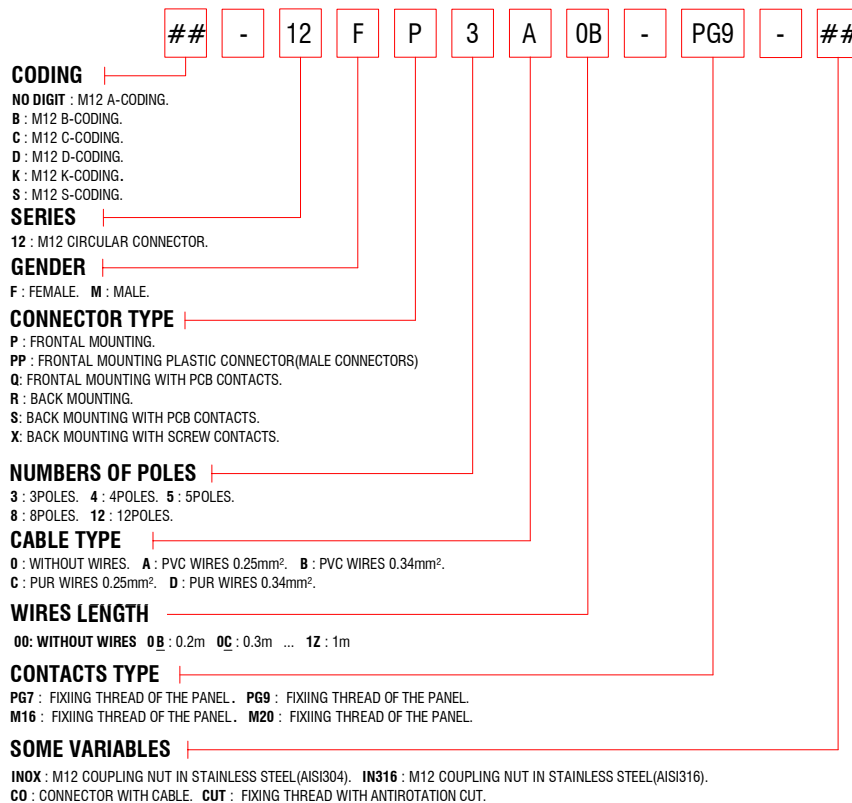 ## - 12 F P 3 A 0B - PG9 - ##
CODING
NO DIGIT : M12 A-CODING.
B : M12 B-CODING.
C : M12 C-CODING.
D : M12 D-CODING.
K : M12 K-CODING.
S : M12 S-CODING.
SERIES
12 : M12 CIRCULAR CONNECTOR.
GENDER
F : FEMALE. M : MALE.
CONNECTOR TYPE
P : FRONTAL MOUNTING.
PP : FRONTAL MOUNTING PLASTIC CONNECTOR(MALE CONNECTORS)
Q: FRONTAL MOUNTING WITH PCB CONTACTS.
R : BACK MOUNTING.
S: BACK MOUNTING WITH PCB CONTACTS.
X: BACK MOUNTING WITH SCREW CONTACTS.
NUMBERS OF POLES
3 : 3POLES. 4 : 4POLES. 5 : 5POLES.
8 : 8POLES. 12 : 12POLES.
CABLE TYPE
0 : WITHOUT WIRES. A : PVC WIRES 0.25mm². B : PVC WIRES 0.34mm².
C : PUR WIRES 0.25mm². D : PUR WIRES 0.34mm².
WIRES LENGTH
00: WITHOUT WIRES 0B : 0.2m 0C : 0.3m ... 1Z : 1m
CONTACTS TYPE
PG7 : FIXIING THREAD OF THE PANEL. PG9 : FIXIING THREAD OF THE PANEL.
M16 : FIXIING THREAD OF THE PANEL. M20 : FIXIING THREAD OF THE PANEL.
SOME VARIABLES
INOX : M12 COUPLING NUT IN STAINLESS STEEL(AISI304). IN316 : M12 COUPLING NUT IN STAINLESS STEEL(AISI316).
CO : CONNECTOR WITH CABLE. CUT : FIXING THREAD WITH ANTIROTATION CUT.